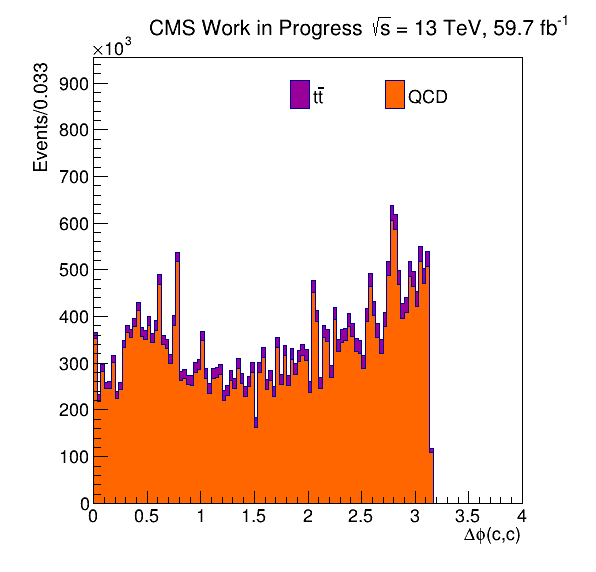 CMS Work in Progress √s = 13 TeV, 59.7 fb⁻¹
×10³
Events/0.033
tt̄
QCD
900
800
700
600
500
400
300
200
100
0
0 0.5 1 1.5 2 2.5 3 3.5 4
Δϕ(c,c)